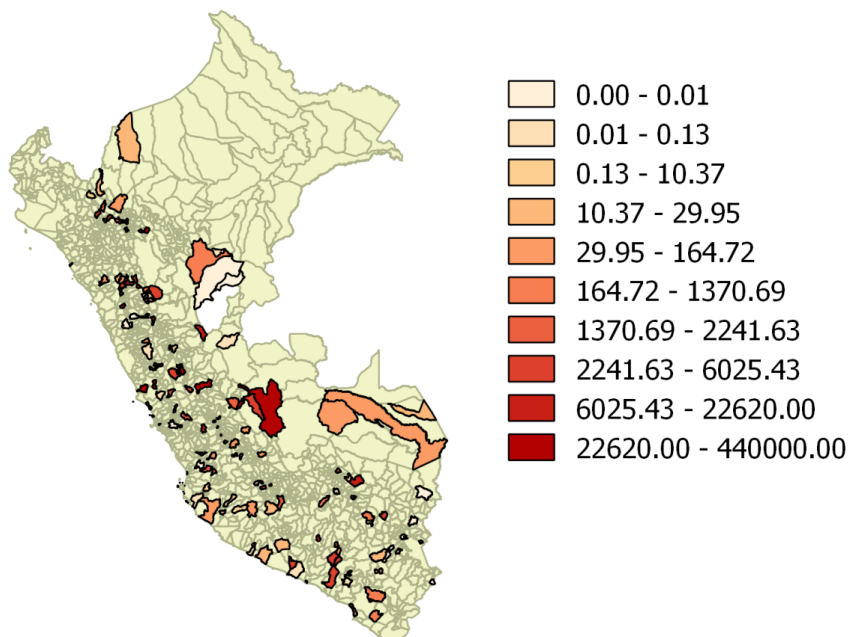 0.00 - 0.01
0.01 - 0.13
0.13 - 10.37
10.37 - 29.95
29.95 - 164.72
164.72 - 1370.69
1370.69 - 2241.63
2241.63 - 6025.43
6025.43 - 22620.00
22620.00 - 440000.00